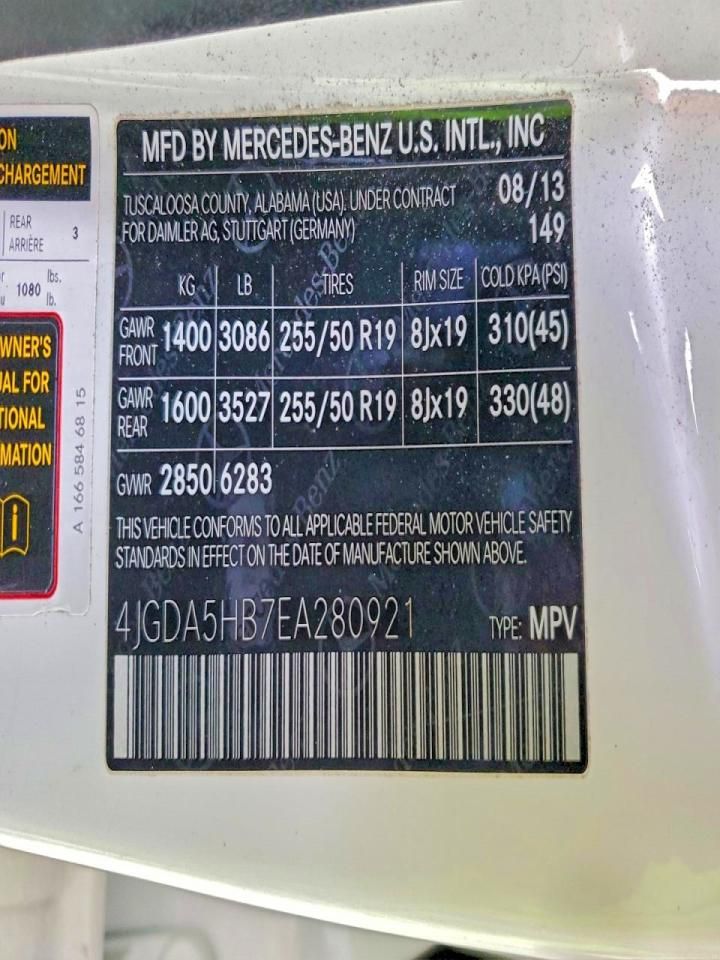 ON
CHARGEMENT
REAR
ARRIÈRE 3
1080 lbs.
lb.
WNER'S
UAL FOR
TIONAL
RMATION
A 166 584 68 15
MFD BY MERCEDES-BENZ U.S. INTL., INC
TUSCALOOSA COUNTY, ALABAMA (USA). UNDER CONTRACT 08/13
FOR DAIMLER AG, STUTTGART (GERMANY) 149
KG LB TIRES RIM SIZE COLD KPA(PSI)
GAWR FRONT 1400 3086 255/50 R19 8Jx19 310(45)
GAWR REAR 1600 3527 255/50 R19 8Jx19 330(48)
GVWR 2850 6283
THIS VEHICLE CONFORMS TO ALL APPLICABLE FEDERAL MOTOR VEHICLE SAFETY
STANDARDS IN EFFECT ON THE DATE OF MANUFACTURE SHOWN ABOVE.
4JGDA5HB7EA280921 TYPE: MPV